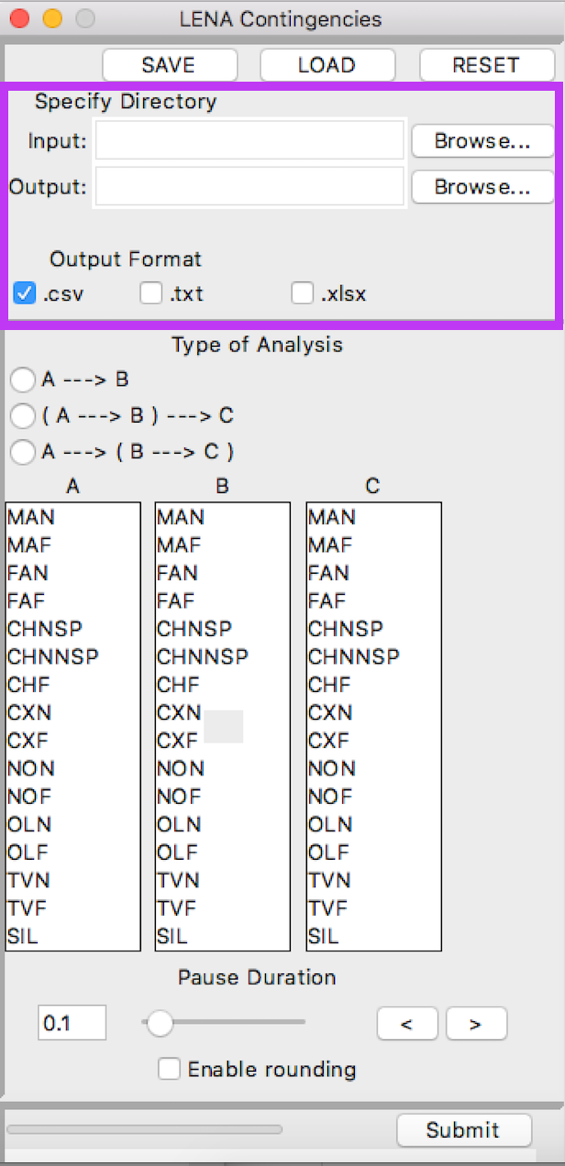 LENA Contingencies
SAVE LOAD RESET
Specify Directory
Input: Browse...
Output: Browse...
Output Format
.csv .txt .xlsx
Type of Analysis
A ---> B
( A ---> B ) ---> C
A ---> ( B ---> C )
A B C
MAN MAN MAN
MAF MAF MAF
FAN FAN FAN
FAF FAF FAF
CHNSP CHNSP CHNSP
CHNNSP CHNNSP CHNNSP
CHF CHF CHF
CXN CXN CXN
CXF CXF CXF
NON NON NON
NOF NOF NOF
OLN OLN OLN
OLF OLF OLF
TVN TVN TVN
TVF TVF TVF
SIL SIL SIL
Pause Duration
0.1 < >
Enable rounding
Submit